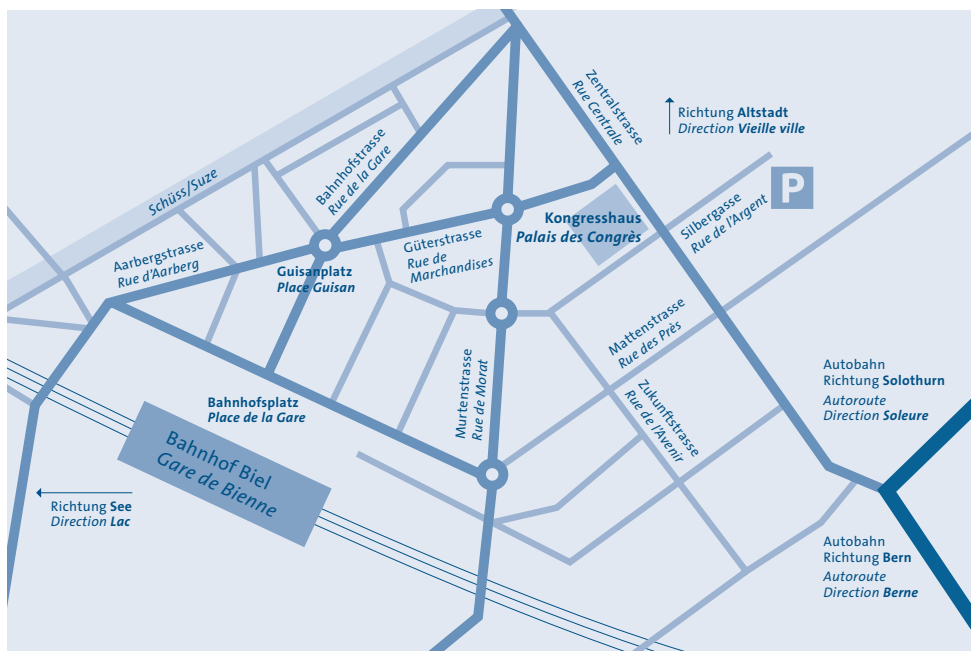 Zentralstrasse
Rue Centrale
Richtung Altstadt
Direction Vieille ville
Bahnhofstrasse
Rue de la Gare
P
Schüss/Suze
Silbergasse
Rue de l'Argent
Kongresshaus
Palais des Congrès
Aarbergstrasse
Rue d'Aarberg
Güterstrasse
Rue de
Marchandises
Guisanplatz
Place Guisan
Mattenstrasse
Rue des Près
Murtenstrasse
Rue de Morat
Zukunftstrasse
Rue de l'Avenir
Autobahn
Richtung Solothurn
Autoroute
Direction Soleure
Bahnhofsplatz
Place de la Gare
Bahnhof Biel
Gare de Bienne
Richtung See
Direction Lac
Autobahn
Richtung Bern
Autoroute
Direction Berne